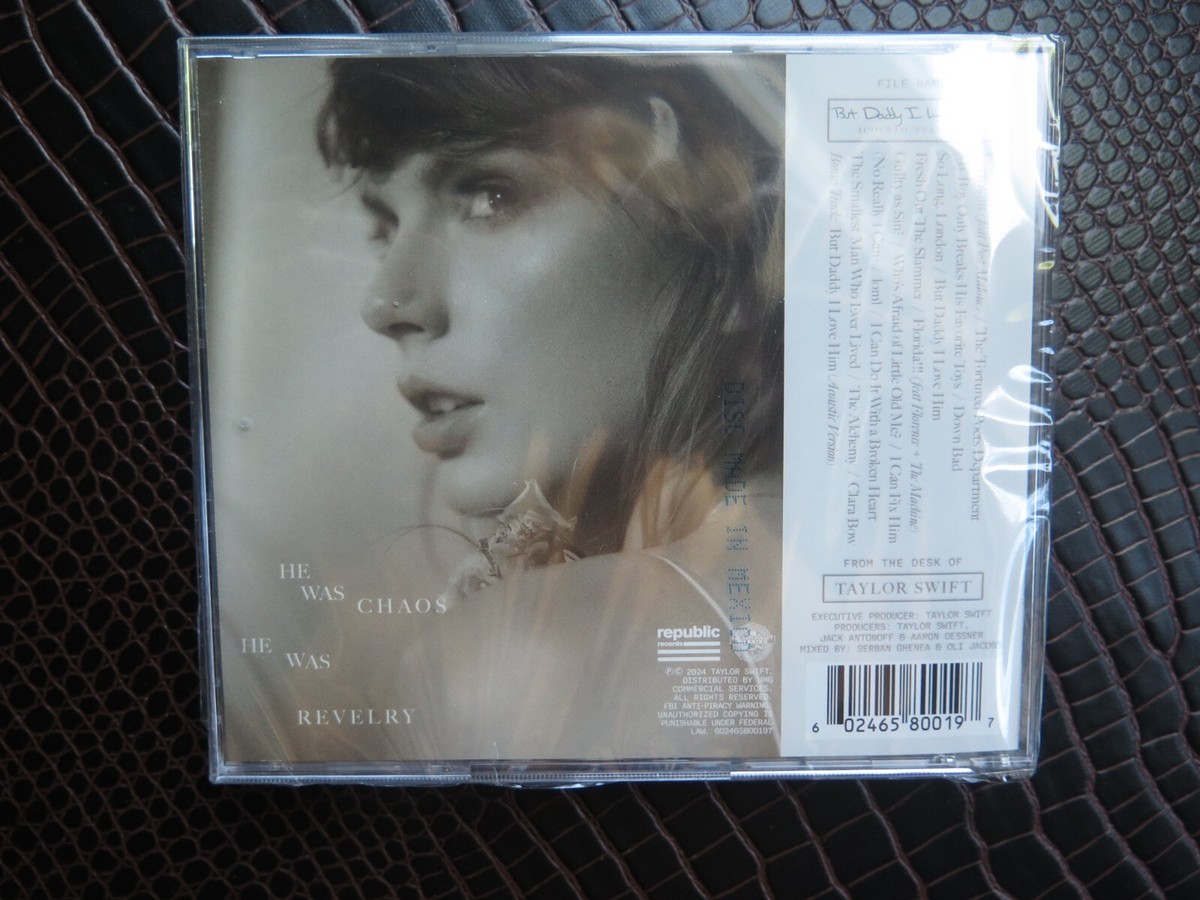 HE
WAS CHAOS
HE
WAS
REVELRY
DISC MADE IN MEXICO
republic
records
℗© 2024 TAYLOR SWIFT.
DISTRIBUTED BY UMG
COMMERCIAL SERVICES.
ALL RIGHTS RESERVED.
FBI ANTI-PIRACY WARNING:
UNAUTHORIZED COPYING IS
PUNISHABLE UNDER FEDERAL
LAW. 602465800197
FILE
But Daddy I
(feat. Post Malone) / The Tortured Poets Department
Boy Only Breaks His Favorite Toys / Down Bad
So Long, London / But Daddy I Love Him
Fresh Out The Slammer / Florida!!! (feat. Florence + The Machine)
Guilty as Sin? / Who's Afraid of Little Old Me? / I Can Fix Him
(No Really I Can) / loml / I Can Do It With a Broken Heart
The Smallest Man Who Ever Lived / The Alchemy / Clara Bow
Bonus Track: But Daddy I Love Him (Acoustic Version)
FROM THE DESK OF
TAYLOR SWIFT
EXECUTIVE PRODUCER: TAYLOR SWIFT
PRODUCERS: TAYLOR SWIFT,
JACK ANTONOFF & AARON DESSNER
MIXED BY: SERBAN GHENEA & OLI JACOBS
6 02465 80019 7